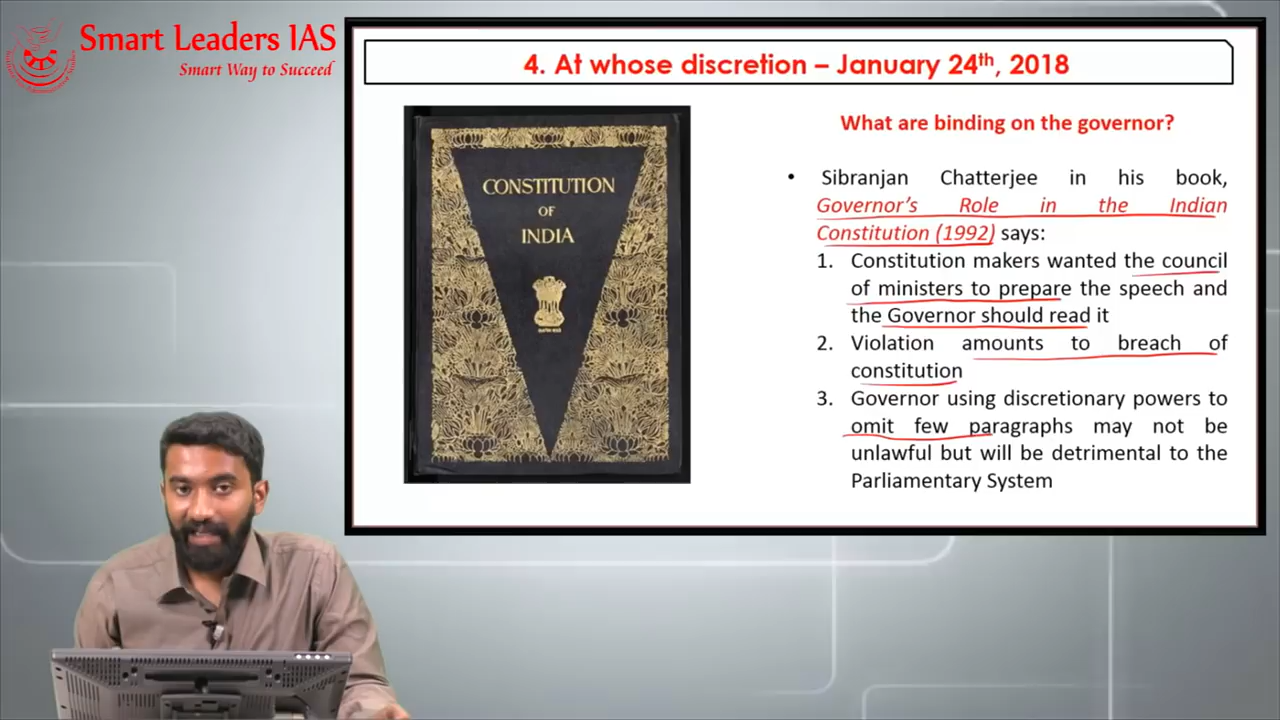 Smart Leaders IAS
Smart Way to Succeed
4. At whose discretion – January 24th, 2018
CONSTITUTION
OF
INDIA
What are binding on the governor?
• Sibranjan Chatterjee in his book,
Governor's Role in the Indian
Constitution (1992) says:
1. Constitution makers wanted the council
of ministers to prepare the speech and
the Governor should read it
2. Violation amounts to breach of
constitution
3. Governor using discretionary powers to
omit few paragraphs may not be
unlawful but will be detrimental to the
Parliamentary System